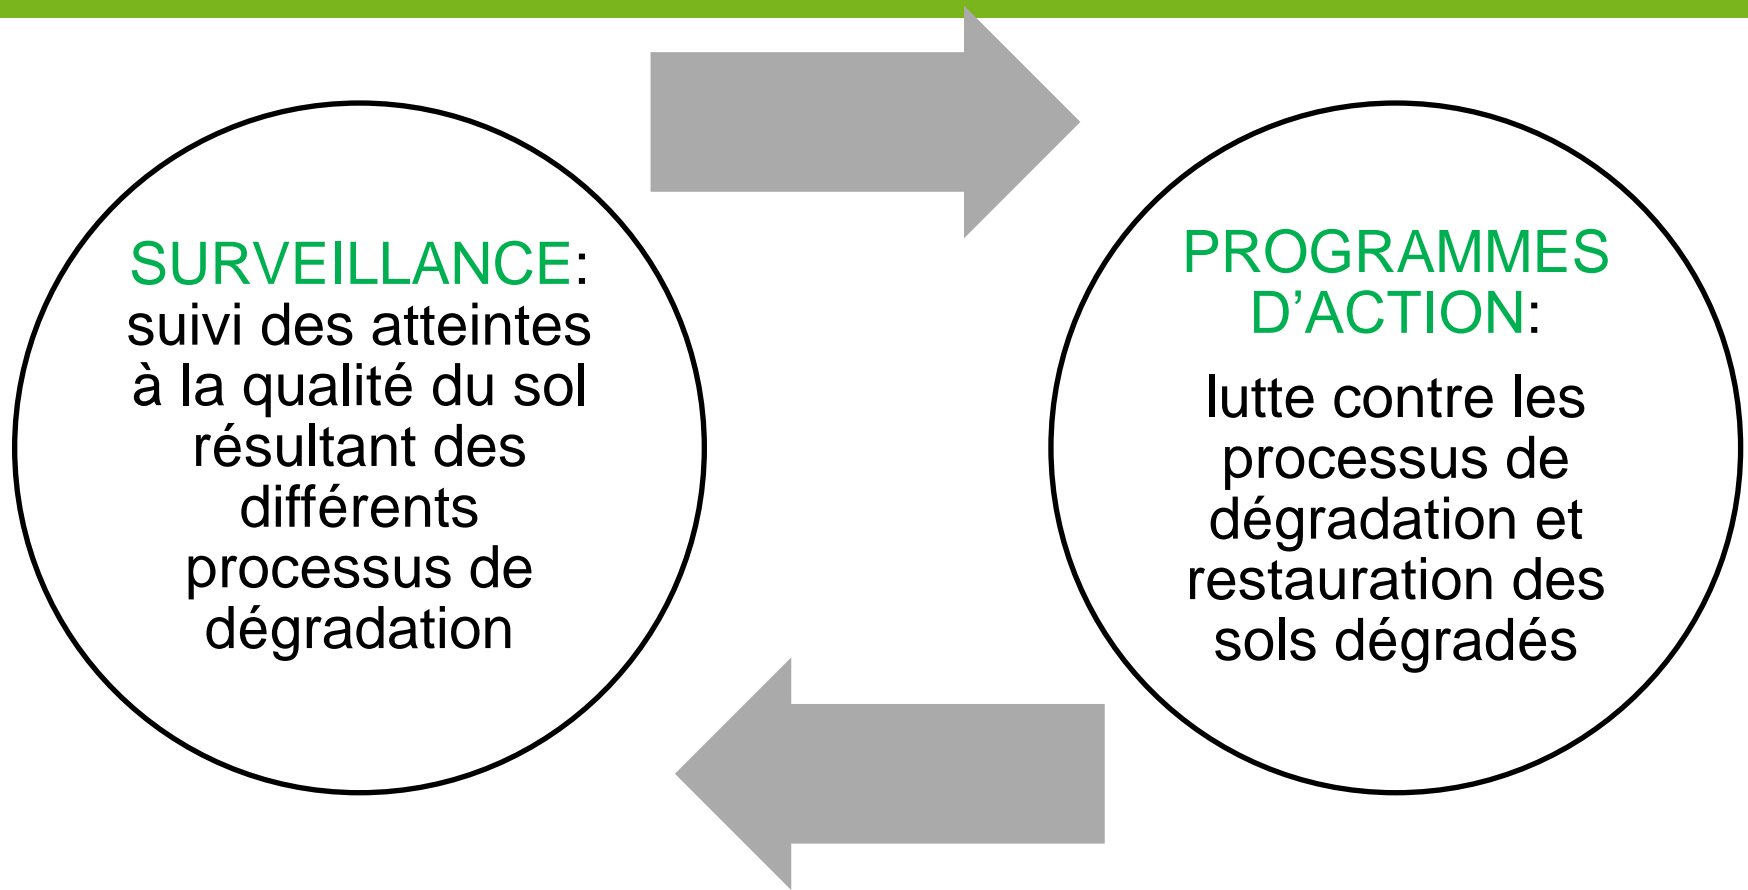 SURVEILLANCE:
suivi des atteintes
à la qualité du sol
résultant des
différents
processus de
dégradation
PROGRAMMES
D’ACTION:
lutte contre les
processus de
dégradation et
restauration des
sols dégradés